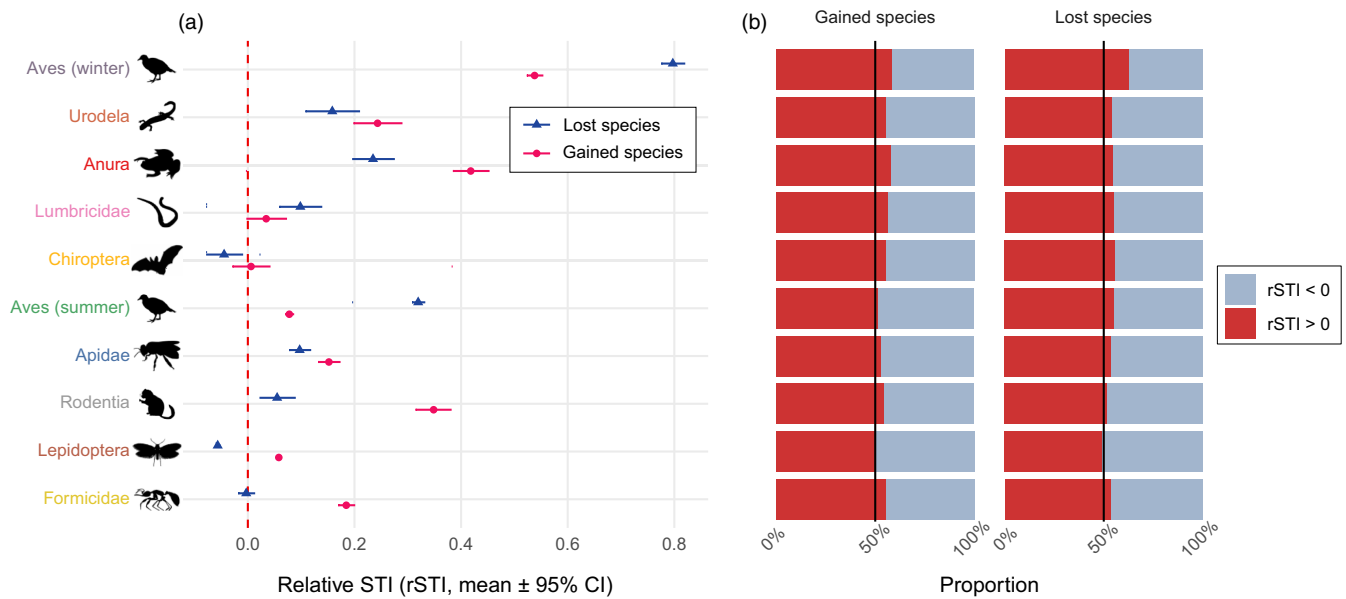 (a)
Aves (winter)
Urodela
Anura
Lumbricidae
Chiroptera
Aves (summer)
Apidae
Rodentia
Lepidoptera
Formicidae
Lost species
Gained species
0.0 0.2 0.4 0.6 0.8
Relative STI (rSTI, mean ± 95% CI)
(b)
Gained species Lost species
0% 50% 100% 0% 50% 100%
Proportion
rSTI < 0
rSTI > 0